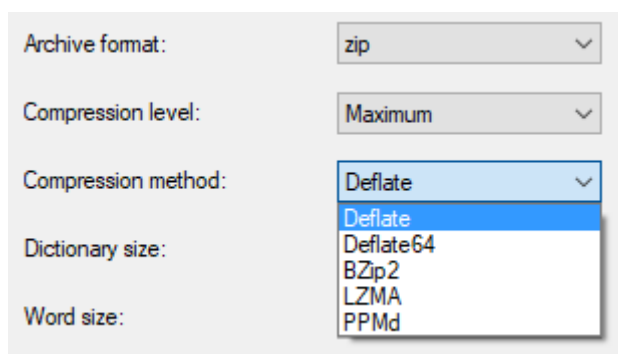 Archive format: zip
Compression level: Maximum
Compression method: Deflate
Deflate
Deflate64
Dictionary size:
BZip2
LZMA
Word size:
PPMd